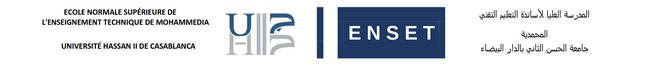 ECOLE NORMALE SUPÉRIEURE DE
L'ENSEIGNEMENT TECHNIQUE DE MOHAMMEDIA
UNIVERSITÉ HASSAN II DE CASABLANCA
UH
ENSET
المدرسة العليا لأساتذة التعليم التقني
المحمدية
جامعة الحسن الثاني بالدار البيضاء